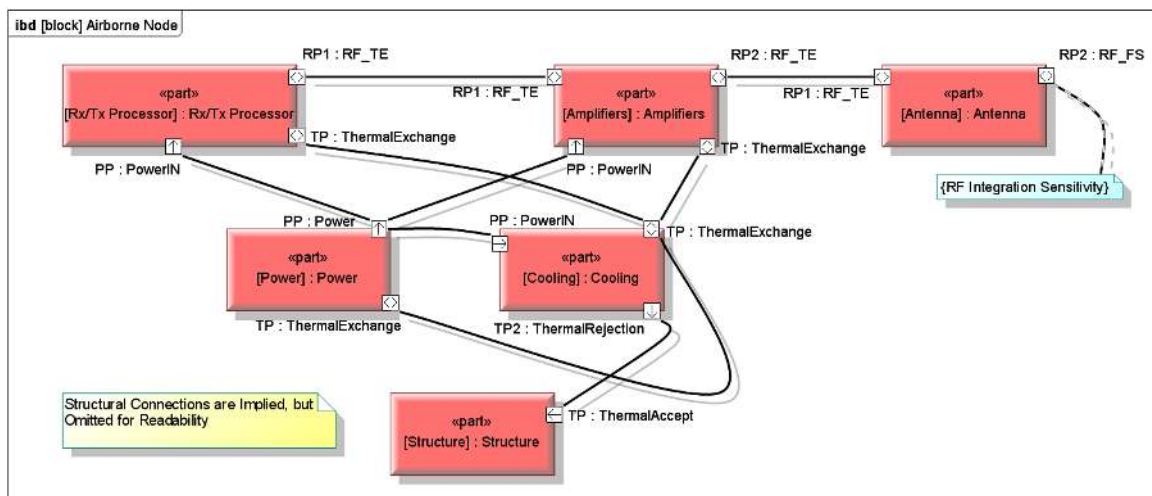 ibd [block] Airborne Node
RP1 : RF_TE
RP2 : RF_TE
RP2 : RF_FS
«part»
[Rx/Tx Processor] : Rx/Tx Processor
RP1 : RF_TE
«part»
[Amplifiers] : Amplifiers
RP1 : RF_TE
«part»
[Antenna] : Antenna
TP : ThermalExchange
TP : ThermalExchange
PP : PowerIN
PP : PowerIN
{RF Integration Sensitivity}
PP : Power
PP : PowerIN
TP : ThermalExchange
«part»
[Power] : Power
«part»
[Cooling] : Cooling
TP : ThermalExchange
TP2 : ThermalRejection
Structural Connections are Implied, but
Omitted for Readability
«part»
[Structure] : Structure
TP : ThermalAccept